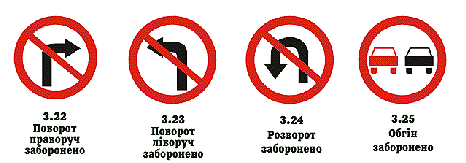 3.22
Поворот
праворуч
заборонено
3.23
Поворот
ліворуч
заборонено
3.24
Розворот
заборонено
3.25
Обгін
заборонено